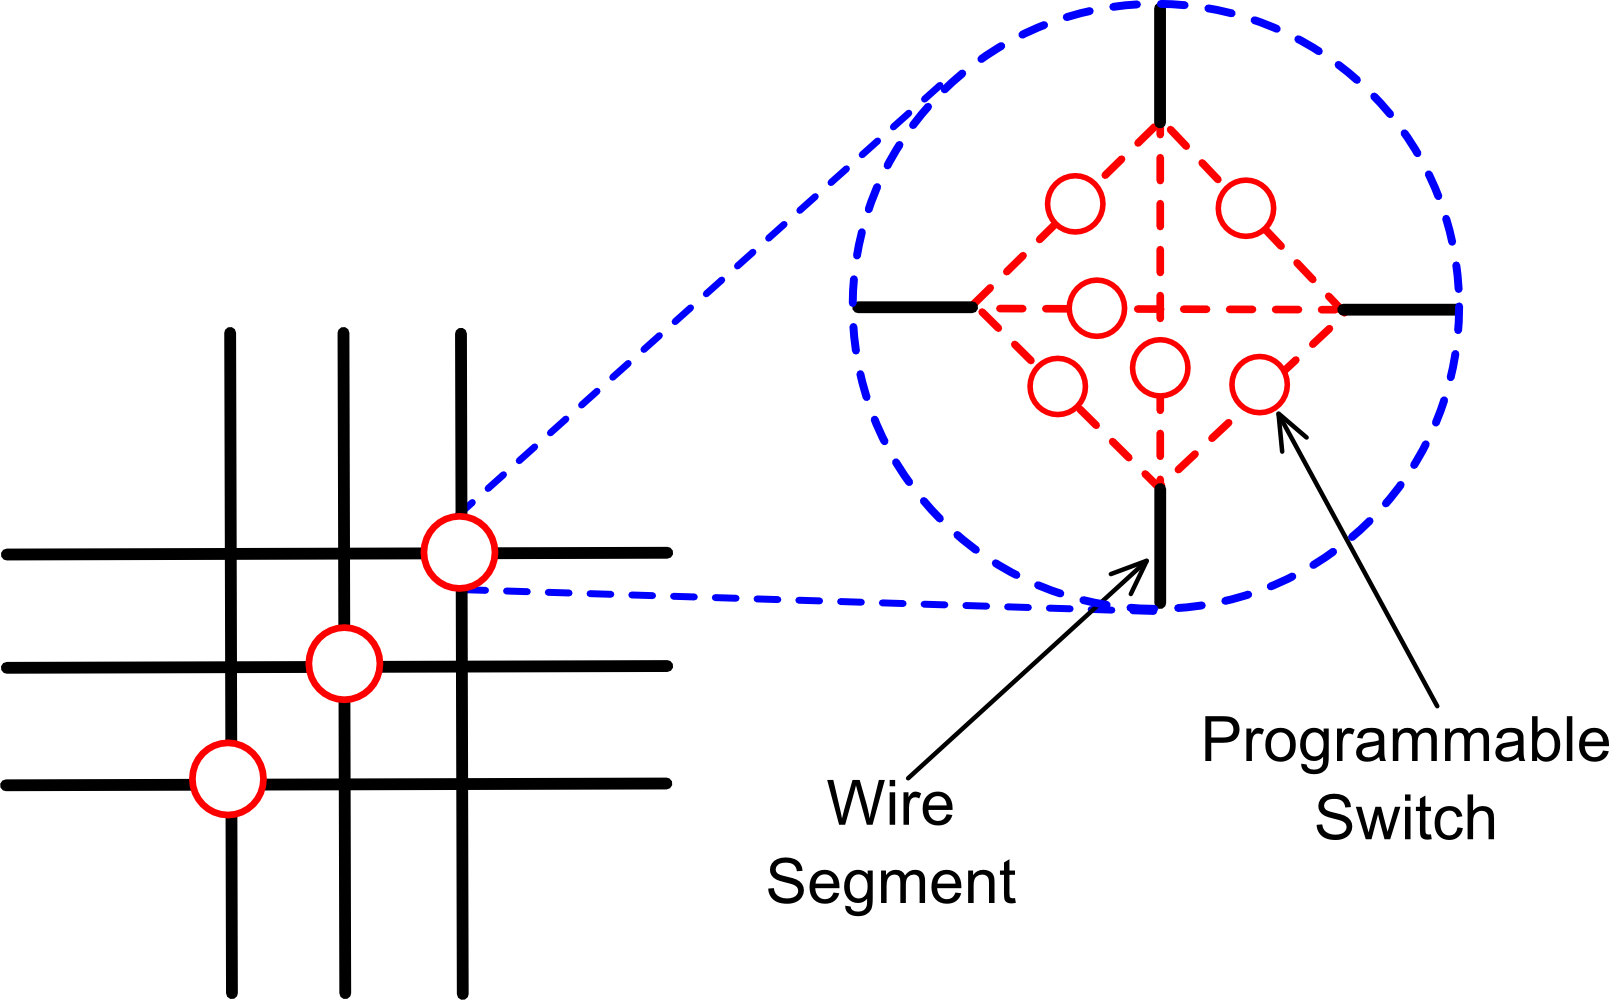 Programmable
Switch
Wire
Segment